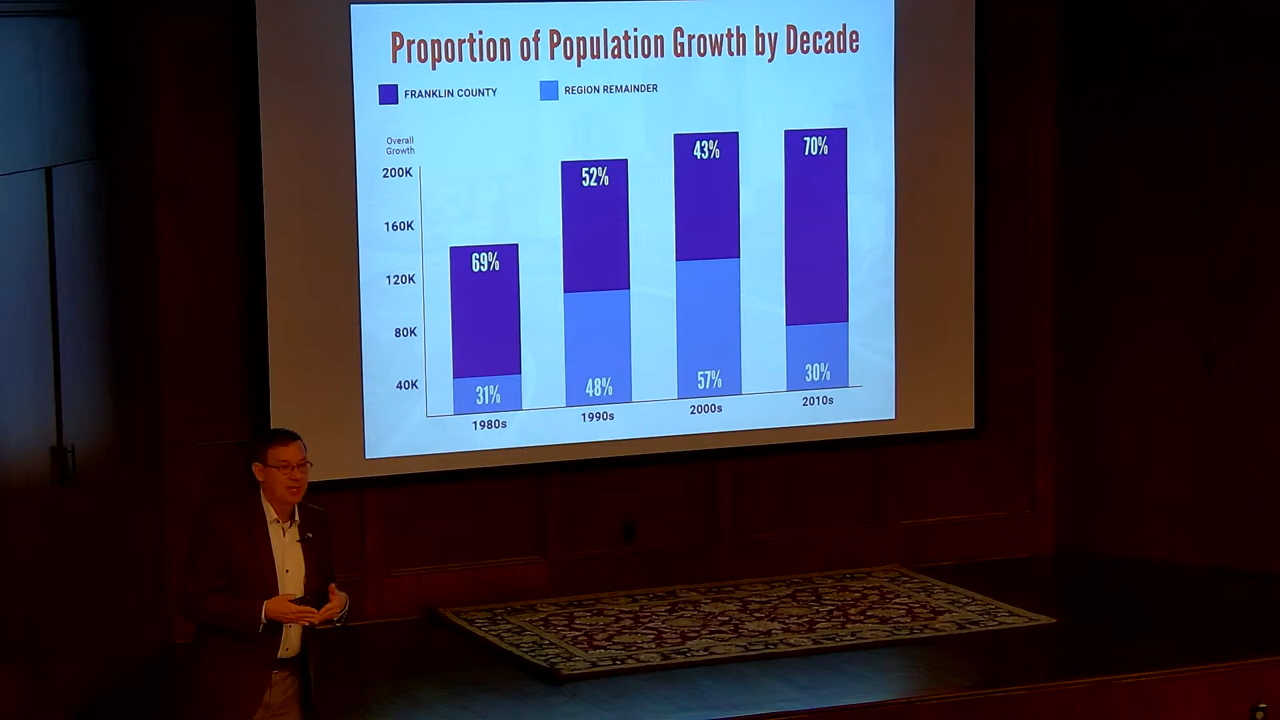 Proportion of Population Growth by Decade
FRANKLIN COUNTY
REGION REMAINDER
Overall
Growth
200K
160K
120K
80K
40K
69%
52%
43%
70%
31%
48%
57%
30%
1980s
1990s
2000s
2010s